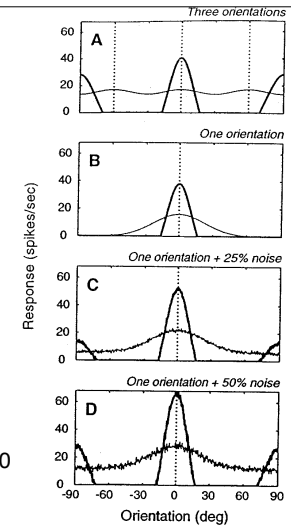 Three orientations
A
60
40
20
0
One orientation
B
60
40
20
0
One orientation + 25% noise
C
60
40
20
0
One orientation + 50% noise
D
60
40
20
0
-90 -60 -30 0 30 60 90
Orientation (deg)
Response (spikes/sec)
0